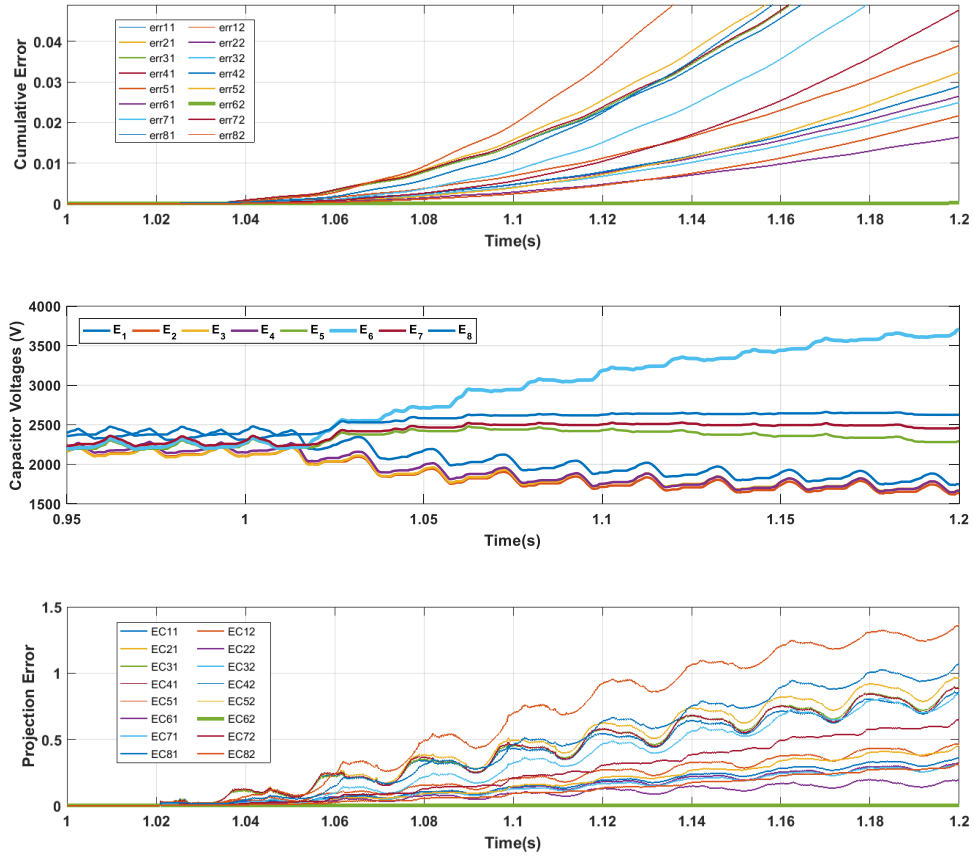 Cumulative Error
0.04
0.03
0.02
0.01
0
err11 err12
err21 err22
err31 err32
err41 err42
err51 err52
err61 err62
err71 err72
err81 err82
1 1.02 1.04 1.06 1.08 1.1 1.12 1.14 1.16 1.18 1.2
Time(s)
Capacitor Voltages (V)
4000
3500
3000
2500
2000
1500
E1 E2 E3 E4 E5 E6 E7 E8
0.95 1 1.05 1.1 1.15 1.2
Time(s)
Projection Error
1.5
1
0.5
0
EC11 EC12
EC21 EC22
EC31 EC32
EC41 EC42
EC51 EC52
EC61 EC62
EC71 EC72
EC81 EC82
1 1.02 1.04 1.06 1.08 1.1 1.12 1.14 1.16 1.18 1.2
Time(s)